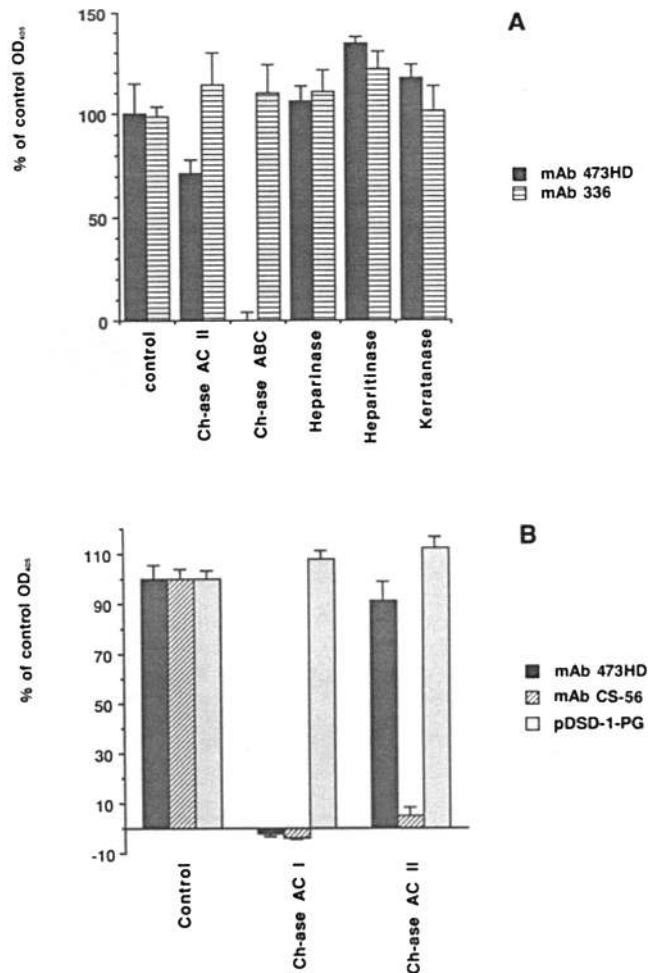 A
% of control OD₄₀₅
150
100
50
0
control
Ch-ase AC II
Ch-ase ABC
Heparinase
Heparitinase
Keratanase
mAb 473HD
mAb 336
B
% of control OD₄₀₅
110
90
70
50
30
10
-10
Control
Ch-ase AC I
Ch-ase AC II
mAb 473HD
mAb CS-56
pDSD-1-PG